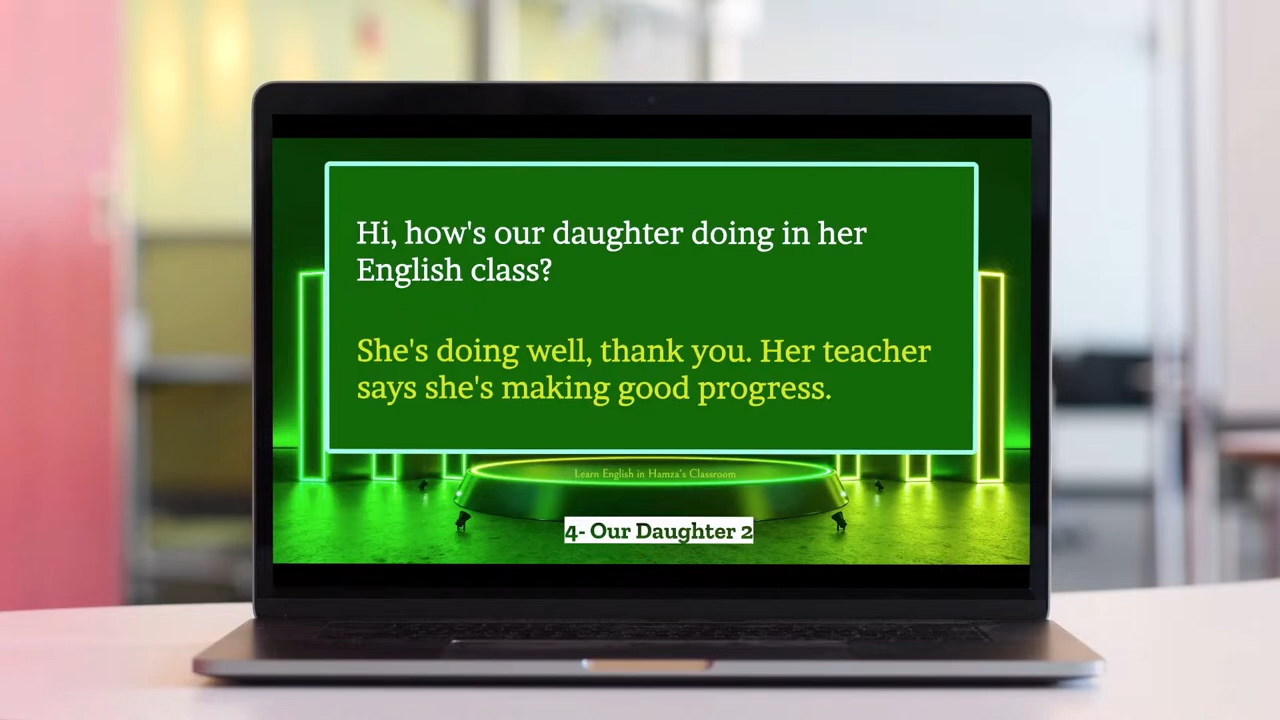 Hi, how's our daughter doing in her
English class?
She's doing well, thank you. Her teacher
says she's making good progress.
Learn English in Hamza's Classroom
4- Our Daughter 2